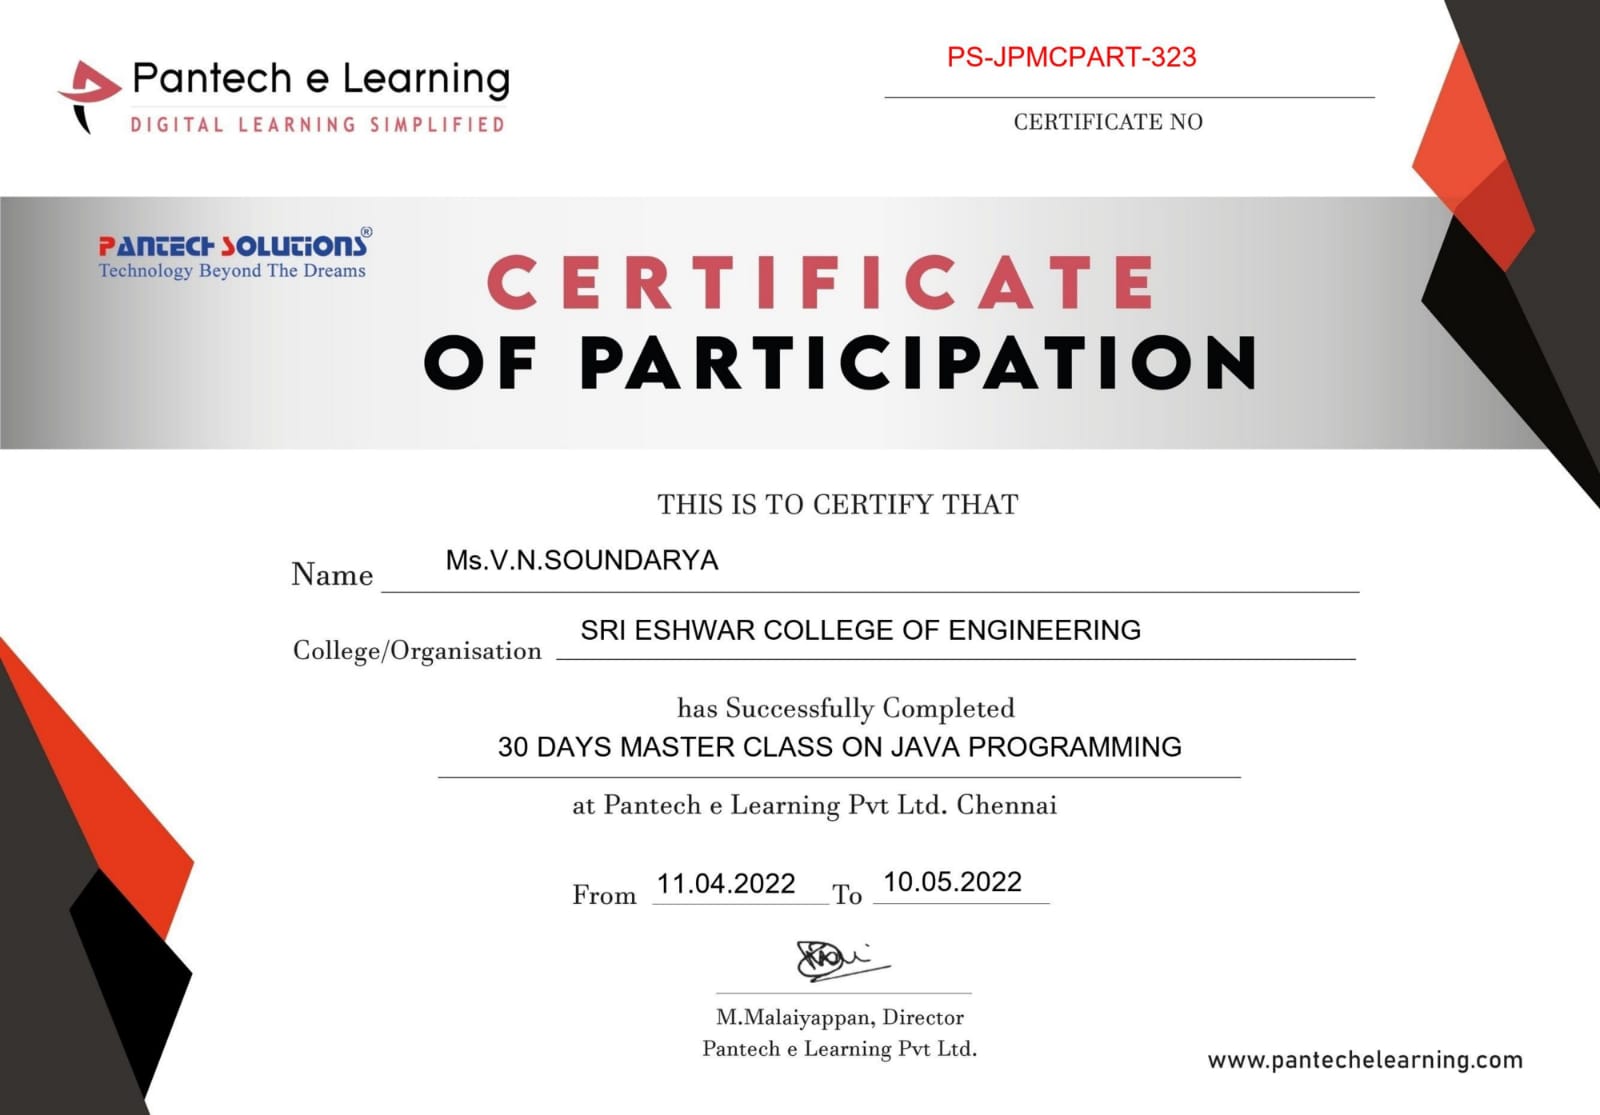 Pantech e Learning
DIGITAL LEARNING SIMPLIFIED
PS-JPMCPART-323
CERTIFICATE NO
PANTECH SOLUTIONS®
Technology Beyond The Dreams
CERTIFICATE
OF PARTICIPATION
THIS IS TO CERTIFY THAT
Name Ms.V.N.SOUNDARYA
College/Organisation SRI ESHWAR COLLEGE OF ENGINEERING
has Successfully Completed
30 DAYS MASTER CLASS ON JAVA PROGRAMMING
at Pantech e Learning Pvt Ltd. Chennai
From 11.04.2022 To 10.05.2022
M.Malaiyappan, Director
Pantech e Learning Pvt Ltd.
www.pantechelearning.com